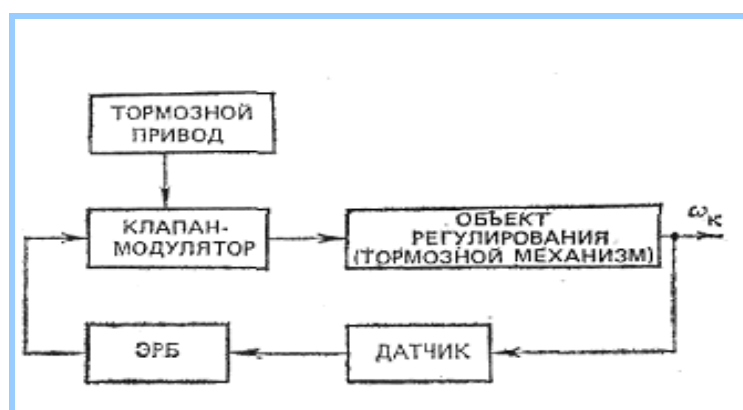 ТОРМОЗНОЙ
ПРИВОД
КЛАПАН-
МОДУЛЯТОР
ОБЪЕКТ
РЕГУЛИРОВАНИЯ
(ТОРМОЗНОЙ МЕХАНИЗМ)
ωк
ЭРБ
ДАТЧИК